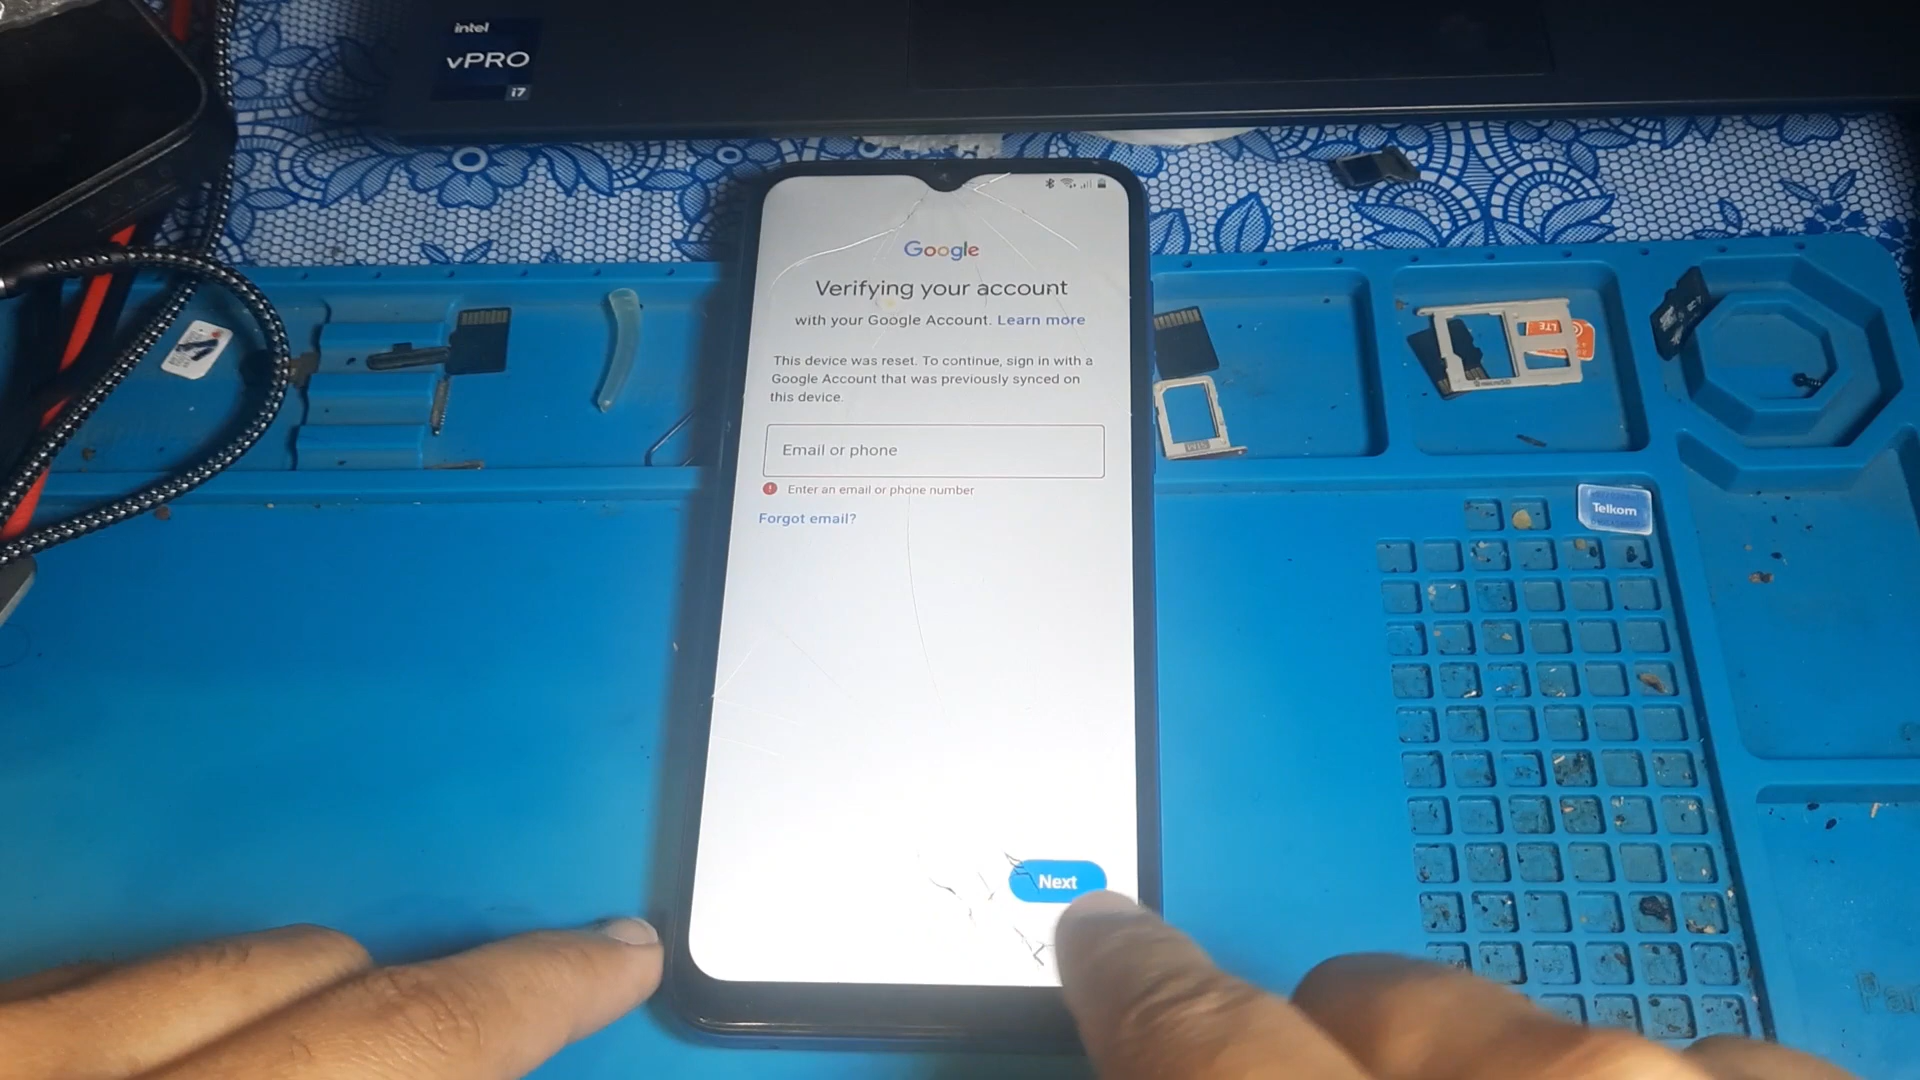 intel
vPRO
i7
Google
Verifying your account
with your Google Account. Learn more
This device was reset. To continue, sign in with a
Google Account that was previously synced on
this device.
Email or phone
Enter an email or phone number
Forgot email?
Next
LTE
Telkom